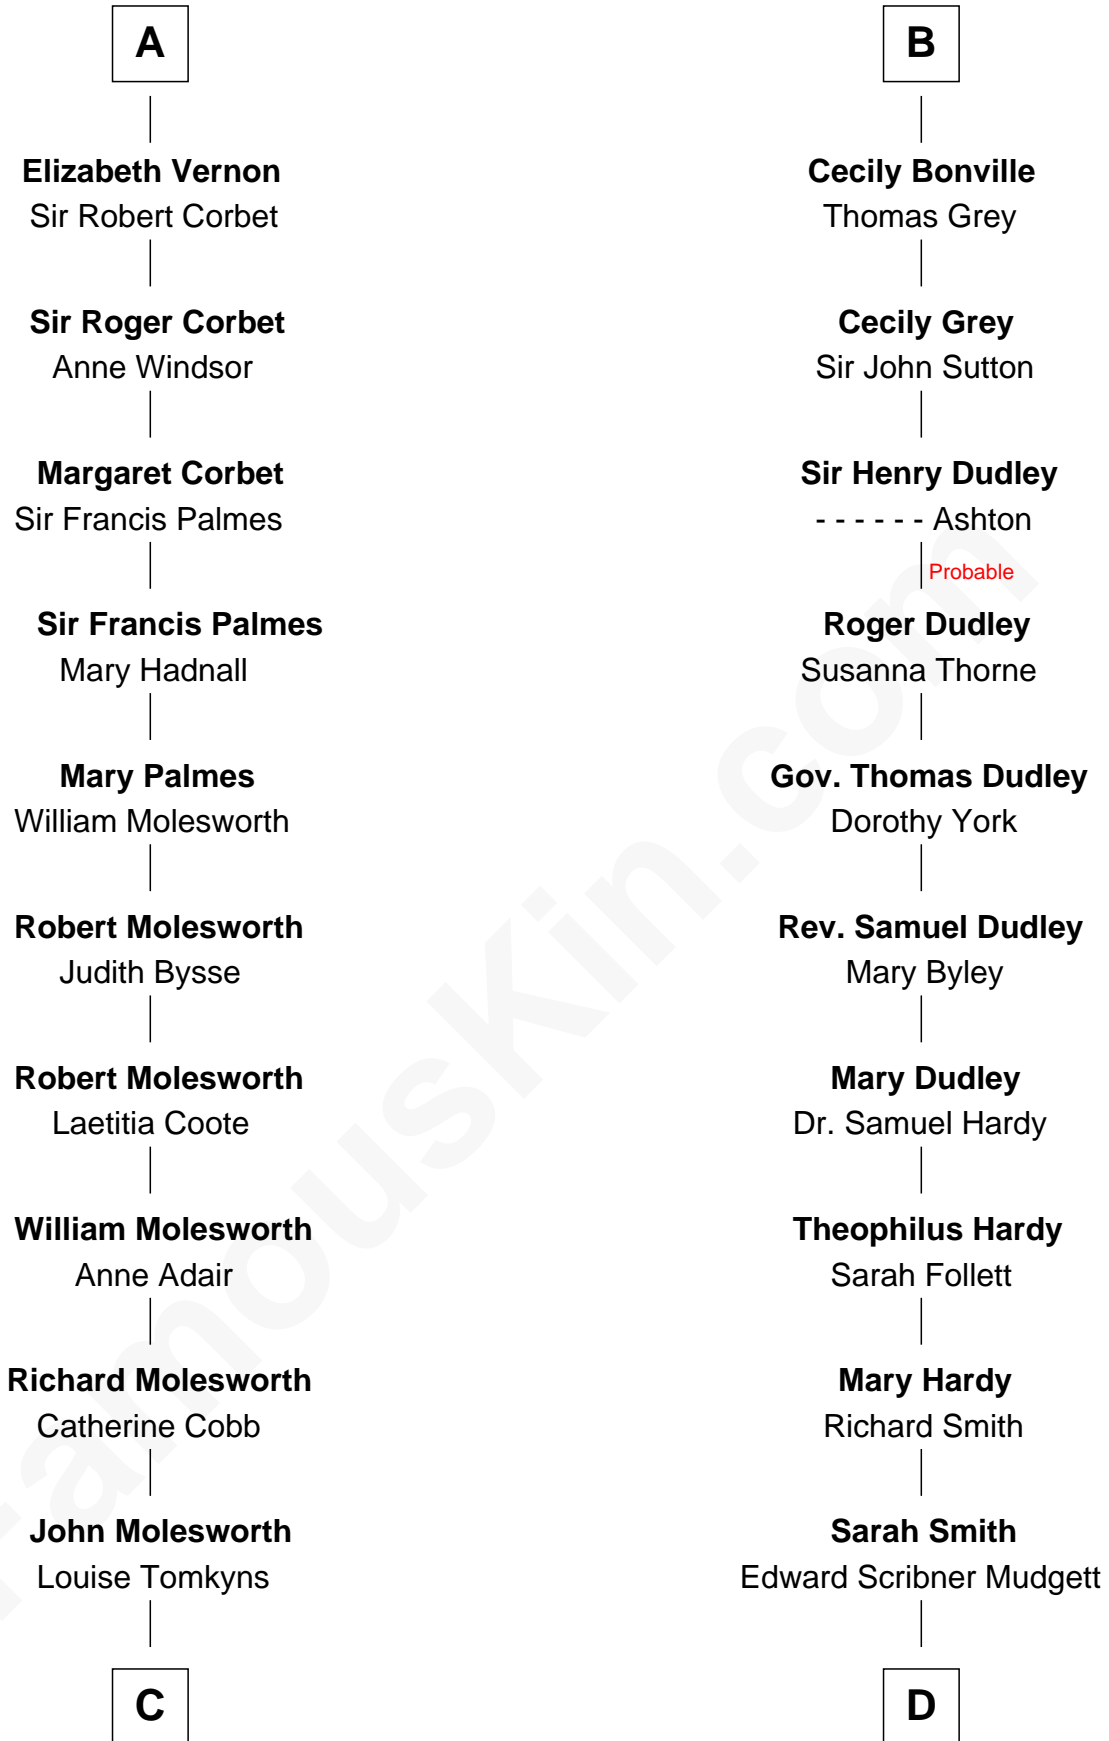 A
Elizabeth Vernon
Sir Robert Corbet
Sir Roger Corbet
Anne Windsor
Margaret Corbet
Sir Francis Palmes
Sir Francis Palmes
Mary Hadnall
Mary Palmes
William Molesworth
Robert Molesworth
Judith Bysse
Robert Molesworth
Laetitia Coote
William Molesworth
Anne Adair
Richard Molesworth
Catherine Cobb
John Molesworth
Louise Tomkyns
C
B
Cecily Bonville
Thomas Grey
Cecily Grey
Sir John Sutton
Sir Henry Dudley
- - - - - - Ashton
Probable
Roger Dudley
Susanna Thorne
Gov. Thomas Dudley
Dorothy York
Rev. Samuel Dudley
Mary Byley
Mary Dudley
Dr. Samuel Hardy
Theophilus Hardy
Sarah Follett
Mary Hardy
Richard Smith
Sarah Smith
Edward Scribner Mudgett
D
FamousKin.com